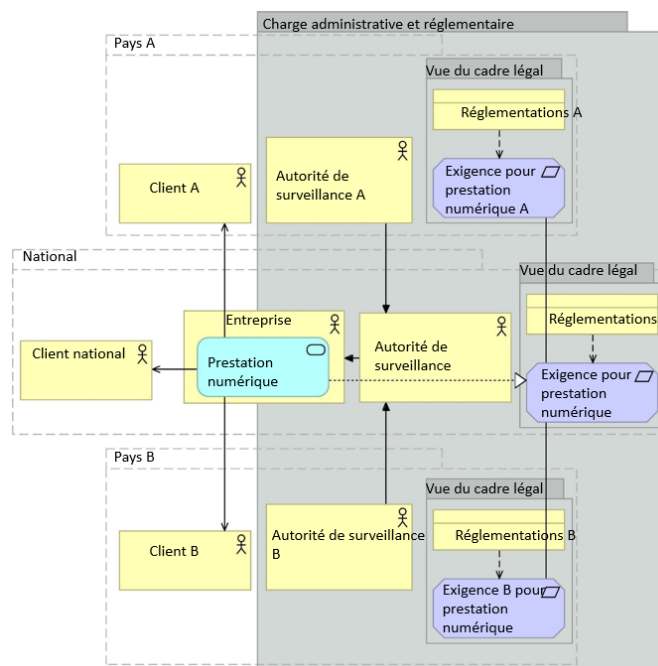 Charge administrative et réglementaire
Pays A
Vue du cadre légal
Réglementations A
Client A
Autorité de
surveillance A
Exigence pour
prestation
numérique A
National
Vue du cadre légal
Entreprise
Réglementations
Client national
Prestation
numérique
Autorité de
surveillance
Exigence pour
prestation
numérique
Pays B
Vue du cadre légal
Client B
Autorité de surveillance
B
Réglementations B
Exigence B pour
prestation
numérique